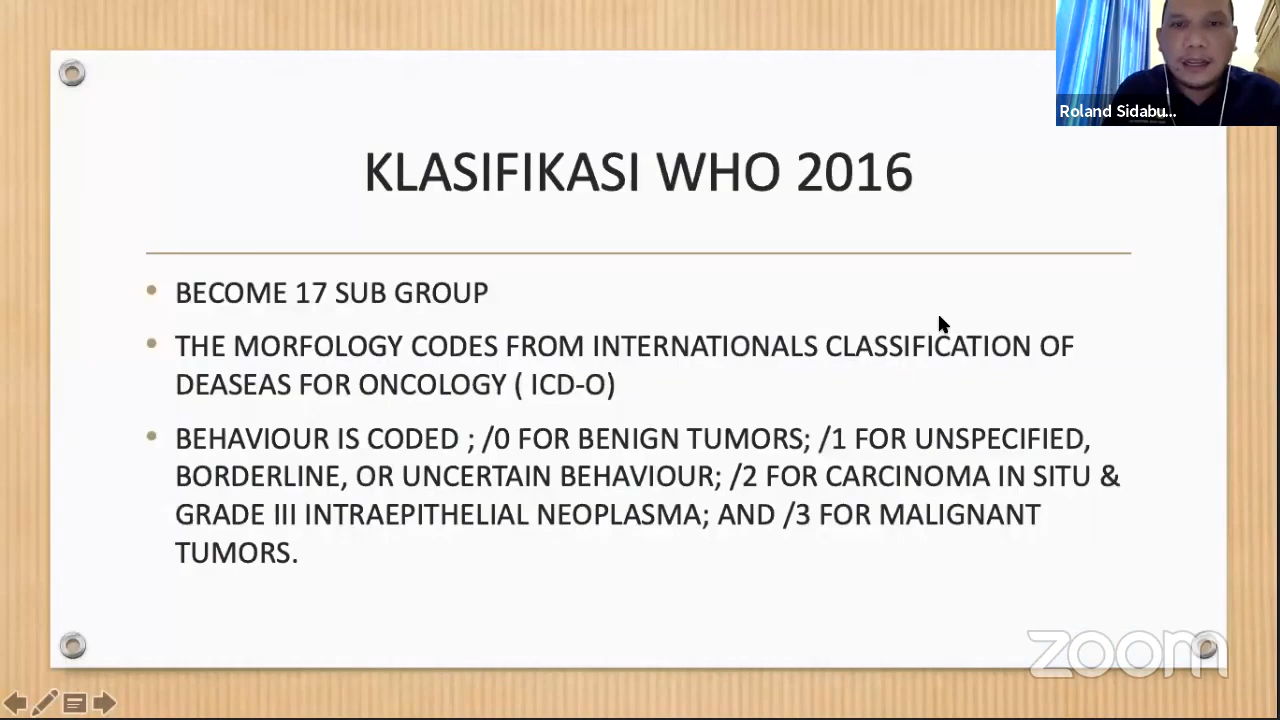 Roland Sidabu...
KLASIFIKASI WHO 2016
• BECOME 17 SUB GROUP
• THE MORFOLOGY CODES FROM INTERNATIONALS CLASSIFICATION OF
DEASEAS FOR ONCOLOGY ( ICD-O)
• BEHAVIOUR IS CODED ; /0 FOR BENIGN TUMORS; /1 FOR UNSPECIFIED,
BORDERLINE, OR UNCERTAIN BEHAVIOUR; /2 FOR CARCINOMA IN SITU &
GRADE III INTRAEPITHELIAL NEOPLASMA; AND /3 FOR MALIGNANT
TUMORS.
zoom